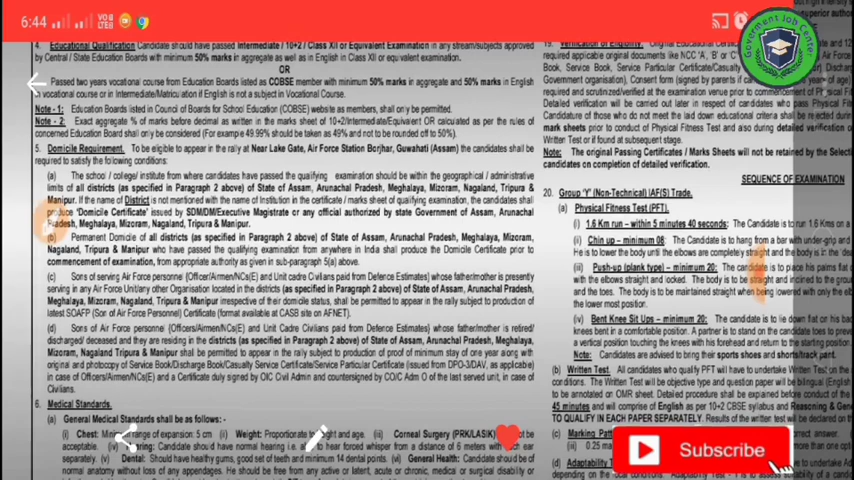 6:44
VoB
LTEB
Goverment Job Center
4. Educational Qualification Candidate should have passed Intermediate / 10+2 / Class XII or Equivalent Examination in any stream/subjects approved
by Central / State Education Boards with minimum 50% marks in aggregate as well as in English in Class XII or equivalent examination.
OR
Passed two years vocational course from Education Boards listed as COBSE member with minimum 50% marks in aggregate and 50% marks in English
in vocational course or in Intermediate/Matriculation if English is not a subject in Vocational Course.
Note - 1: Education Boards listed in Council of Boards for School Education (COBSE) website as members, shall only be permitted.
Note - 2: Exact aggregate % of marks before decimal as written in the marks sheet of 10+2/Intermediate/Equivalent OR calculated as per the rules of
concerned Education Board shall only be considered (For example 49.99% should be taken as 49% and not to be rounded off to 50%).
5. Domicile Requirement. To be eligible to appear in the rally at Near Lake Gate, Air Force Station Borjhar, Guwahati (Assam) the candidates shall be
required to satisfy the following conditions:
(a) The school / college/ institute from where candidates have passed the qualifying examination should be within the geographical / administrative
limits of all districts (as specified in Paragraph 2 above) of State of Assam, Arunachal Pradesh, Meghalaya, Mizoram, Nagaland, Tripura &
Manipur. If the name of District is not mentioned with the name of Institution in the certificate / marks sheet of qualifying examination, the candidates shall
produce 'Domicile Certificate' issued by SDM/DM/Executive Magistrate or any official authorized by state Government of Assam, Arunachal
Pradesh, Meghalaya, Mizoram, Nagaland, Tripura & Manipur.
(b) Permanent Domicile of all districts (as specified in Paragraph 2 above) of State of Assam, Arunachal Pradesh, Meghalaya, Mizoram,
Nagaland, Tripura & Manipur who have passed the qualifying examination from anywhere in India shall produce the Domicile Certificate prior to
commencement of examination, from appropriate authority as given in sub-paragraph 5(a) above.
(c) Sons of serving Air Force personnel {Officer/Airmen/NCs(E) and Unit cadre Civilians paid from Defence Estimates} whose father/mother is presently
serving in any Air Force Unit/any other Organisation located in the districts (as specified in Paragraph 2 above) of State of Assam, Arunachal Pradesh,
Meghalaya, Mizoram, Nagaland, Tripura & Manipur irrespective of their domicile status, shall be permitted to appear in the rally subject to production of
latest SOAFP (Son of Air Force Personnel) Certificate (format available at CASB site on AFNET).
(d) Sons of Air Force personnel {Officers/Airmen/NCs(E) and Unit Cadre Civilians paid from Defence Estimates} whose father/mother is retired/
discharged/ deceased and they are residing in the districts (as specified in Paragraph 2 above) of State of Assam, Arunachal Pradesh, Meghalaya,
Mizoram, Nagaland Tripura & Manipur shall be permitted to appear in the rally subject to production of proof of minimum stay of one year along with
original and photocopy of Service Book/Discharge Book/Casualty Service Certificate/Service Particular Certificate (issued from DPO-3/DAV, as applicable)
in case of Officers/Airmen/NCs(E) and a Certificate duly signed by OIC Civil Admin and countersigned by CO/C Adm O of the last served unit, in case of
Civilians.
6. Medical Standards.
(a) General Medical Standards shall be as follows: -
(i) Chest: range of expansion: 5 cm (ii) Weight: Proportionate to height and age. (iii) Corneal Surgery (PRK/LASIK) not be
acceptable. (iv) Candidate should have normal hearing i.e. to hear forced whisper from a distance of 6 meters with each ear
separately. (v) Dental: Should have healthy gums, good set of teeth and minimum 14 dental points. (vi) General Health: Candidate should be of
normal anatomy without loss of any appendages. He should be free from any active or latent, acute or chronic, medical or surgical disability or
19. Verification of Eligibility. Original Educational
required applicable original documents like NCC 'A', 'B' or
Book, Service Book, Service Particular Certificate/Casualty
Government organisation), Consent form (signed by parents if
required and scrutinized/verified at the examination venue prior to commencement of
Detailed verification will be carried out later in respect of candidates who pass Physical
Candidature of those who do not meet the laid down educational criteria shall be rejected
mark sheets prior to conduct of Physical Fitness Test and also during detailed verification
Written Test or if found at subsequent stage.
Note: The original Passing Certificates / Marks Sheets will not be retained by the
candidates on completion of detailed verification.
SEQUENCE OF EXAMINATION
20. Group 'Y' (Non-Technical) IAF(S) Trade.
(a) Physical Fitness Test (PFT).
(i) 1.6 Km run – within 5 minutes 40 seconds: The Candidate is to run 1.6 Km on a
(ii) Chin up – minimum 08: The Candidate is to hang from a bar with under-grip and
He is to lower the body until the elbows are completely straight and the body is in the
(iii) Push-up (plank type) – minimum 20: The candidate is to place his palms flat
with the elbows straight and locked. The body is to be straight and inclined to the ground
and the toes. The body is to be maintained straight when being lowered with only the
the lower most position.
(iv) Bent Knee Sit Ups – minimum 20: The candidate is to lie down flat on his
knees bent in a comfortable position. A partner is to stand on the candidate toes to
a vertical position touching the knees with his forehead and return to the starting position.
Note: Candidates are advised to bring their sports shoes and shorts/track pant.
(b) Written Test. All candidates who qualify PFT will have to undertake Written Test on the
conditions. The Written Test will be objective type and question paper will be bilingual
to be annotated on OMR sheet. Detailed procedure shall be explained before conduct of
45 minutes and will comprise of English as per 10+2 CBSE syllabus and Reasoning &
TO QUALIFY IN EACH PAPER SEPARATELY. Results of the written test will be declared on
(c) Marking answer.
(ii) 0.25
(d) Adaptability
Subscribe